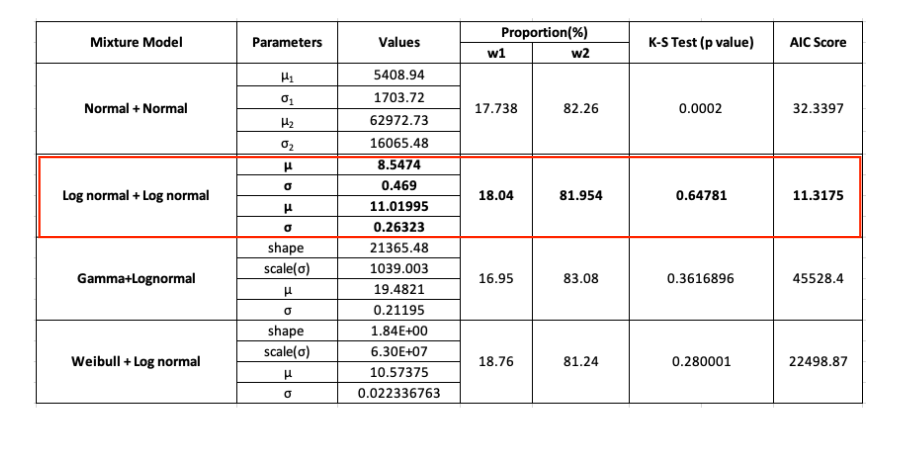 Mixture Model Parameters Values Proportion(%) K-S Test (p value) AIC Score
w1 w2
Normal + Normal μ₁ 5408.94 17.738 82.26 0.0002 32.3397
σ₁ 1703.72
μ₂ 62972.73
σ₂ 16065.48
Log normal + Log normal μ 8.5474 18.04 81.954 0.64781 11.3175
σ 0.469
μ 11.01995
σ 0.26323
Gamma+Lognormal shape 21365.48 16.95 83.08 0.3616896 45528.4
scale(σ) 1039.003
μ 19.4821
σ 0.21195
Weibull + Log normal shape 1.84E+00 18.76 81.24 0.280001 22498.87
scale(σ) 6.30E+07
μ 10.57375
σ 0.022336763